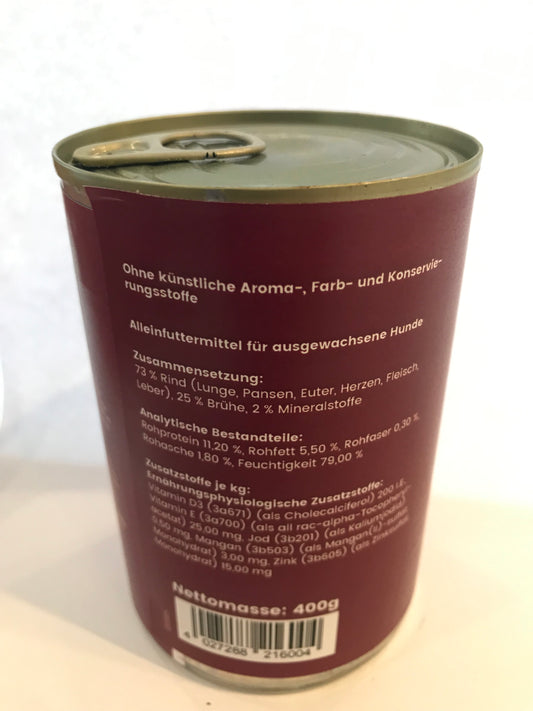 Ohne künstliche Aroma-, Farb- und Konservie-
rungsstoffe
Alleinfuttermittel für ausgewachsene Hunde
Zusammensetzung:
73 % Rind (Lunge, Pansen, Euter, Herzen, Fleisch,
Leber), 25 % Brühe, 2 % Mineralstoffe
Analytische Bestandteile:
Rohprotein 11,20 %, Rohfett 5,50 %, Rohfaser 0,30 %,
Rohasche 1,80 %, Feuchtigkeit 79,00 %
Zusatzstoffe je kg:
Ernährungsphysiologische Zusatzstoffe:
Vitamin D3 (3a671) (als Cholecalciferol) 200 I.E,
Vitamin E (3a700) (als all rac-alpha-Tocopheryl-
acetat) 25,00 mg, Jod (3b201) (als Kaliumjodid)
0,50 mg, Mangan (3b503) (als Mangan(II)-sulfat,
Monohydrat) 3,00 mg, Zink (3b605) (als Zinksulfat,
Monohydrat) 15,00 mg
Nettomasse: 400g
4 027268 216004